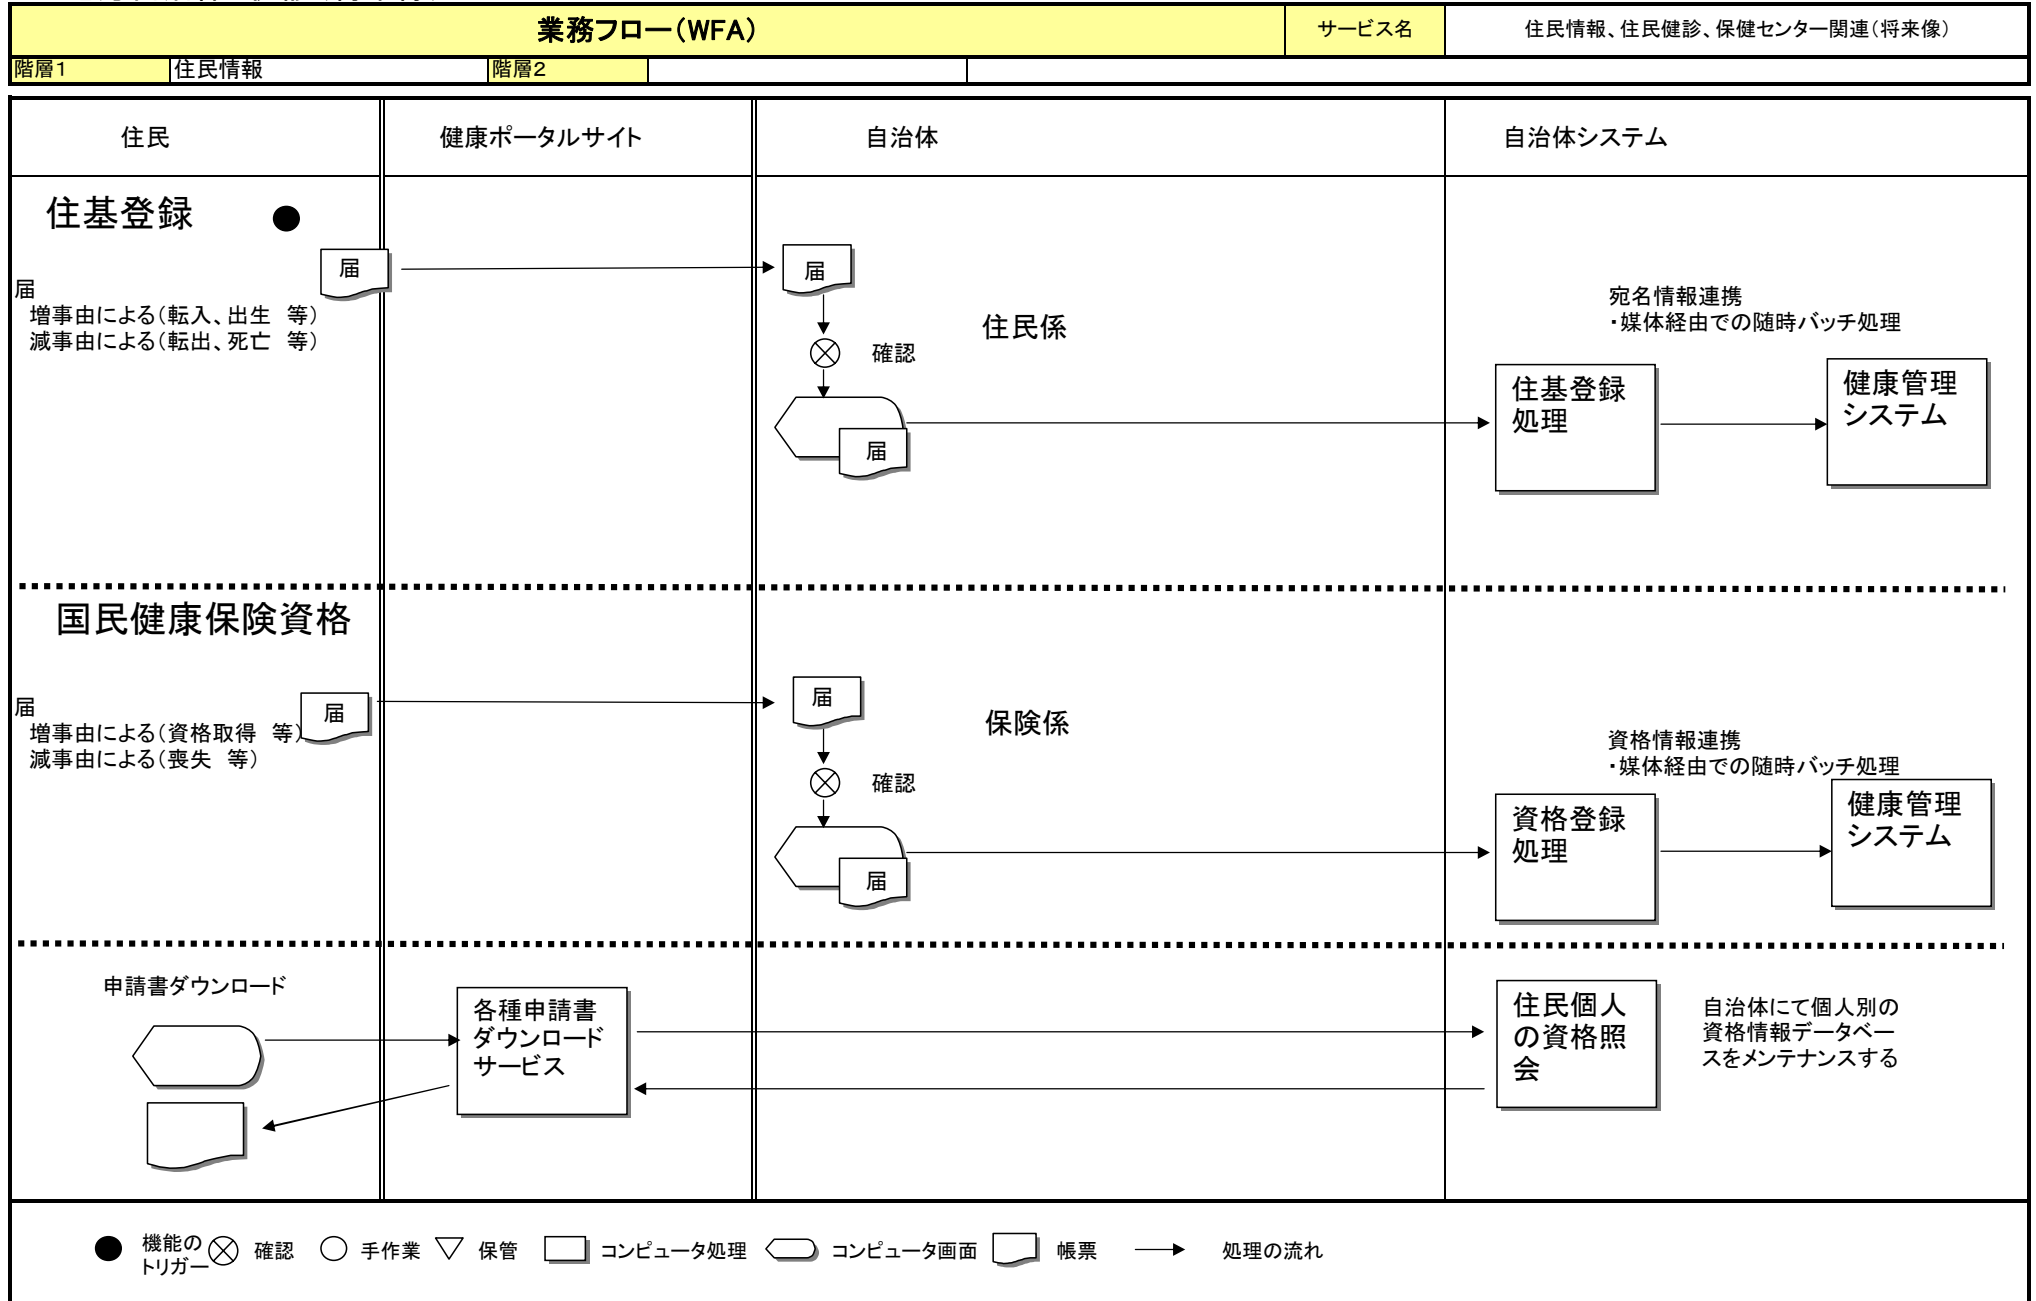 業務フロー(WFA)
サービス名
住民情報、住民健診、保健センター関連(将来像)
階層1
住民情報
階層2
住民
健康ポータルサイト
自治体
自治体システム
住基登録
届
増事由による(転入、出生 等)
減事由による(転出、死亡 等)
届
届
確認
届
住民係
宛名情報連携
・媒体経由での随時バッチ処理
住基登録
処理
健康管理
システム
国民健康保険資格
届
増事由による(資格取得 等)
減事由による(喪失 等)
届
届
確認
届
保険係
資格情報連携
・媒体経由での随時バッチ処理
資格登録
処理
健康管理
システム
申請書ダウンロード
各種申請書
ダウンロード
サービス
住民個人
の資格照
会
自治体にて個人別の
資格情報データベー
スをメンテナンスする
機能の
トリガー
確認
手作業
保管
コンピュータ処理
コンピュータ画面
帳票
処理の流れ